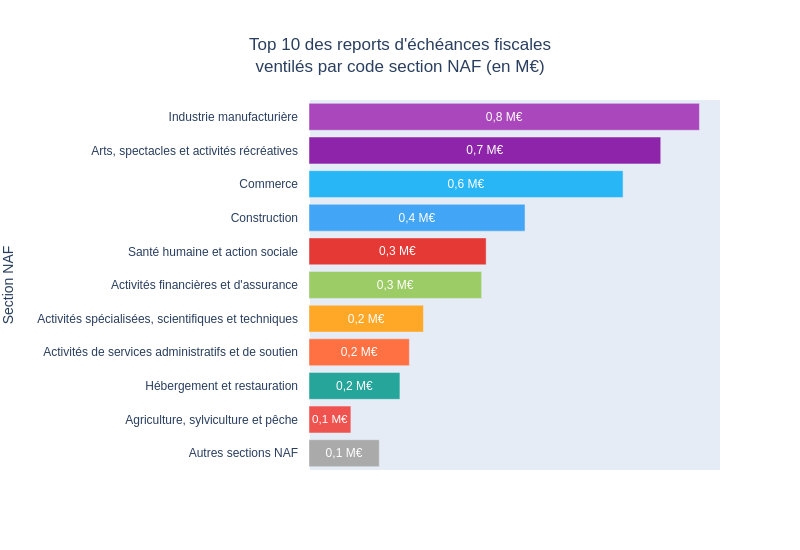 Top 10 des reports d'échéances fiscales
ventilés par code section NAF (en M€)
Section NAF
Industrie manufacturière 0,8 M€
Arts, spectacles et activités récréatives 0,7 M€
Commerce 0,6 M€
Construction 0,4 M€
Santé humaine et action sociale 0,3 M€
Activités financières et d'assurance 0,3 M€
Activités spécialisées, scientifiques et techniques 0,2 M€
Activités de services administratifs et de soutien 0,2 M€
Hébergement et restauration 0,2 M€
Agriculture, sylviculture et pêche 0,1 M€
Autres sections NAF 0,1 M€